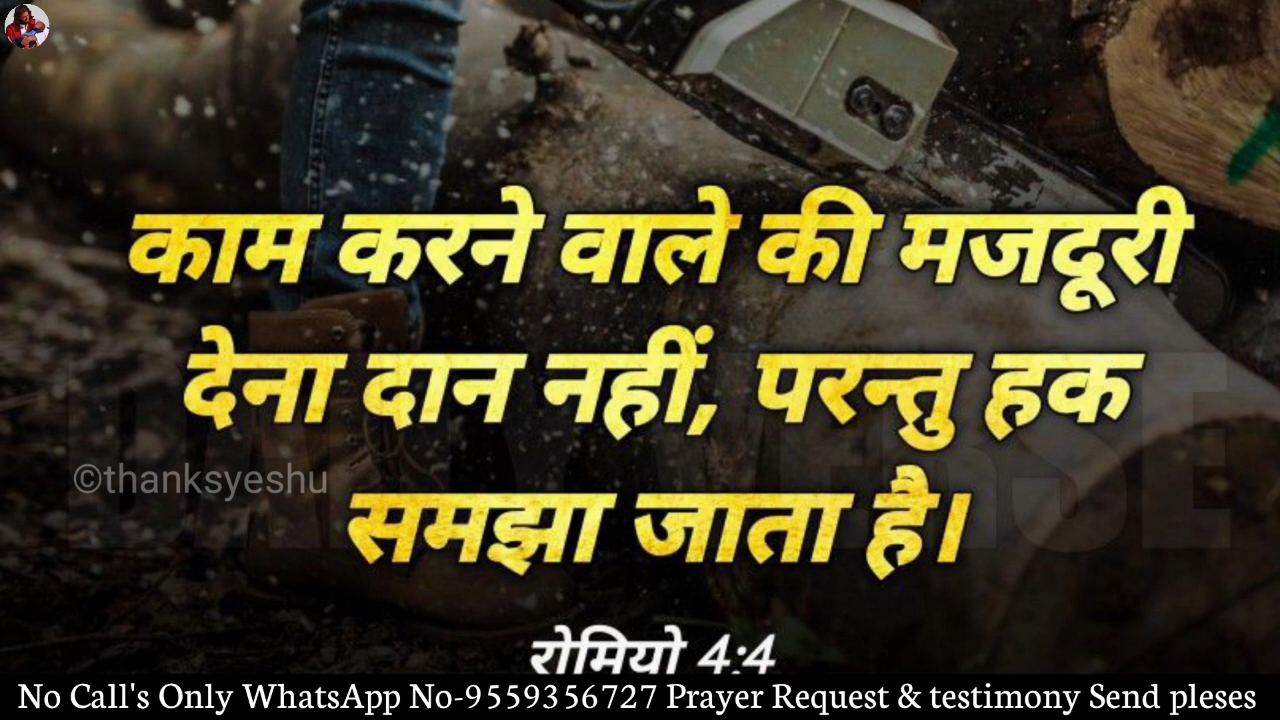 काम करने वाले की मजदूरी
देना दान नहीं, परन्तु हक
©thanksyeshu
समझा जाता है।
रोमियो 4:4
No Call's Only WhatsApp No-9559356727 Prayer Request & testimony Send pleses